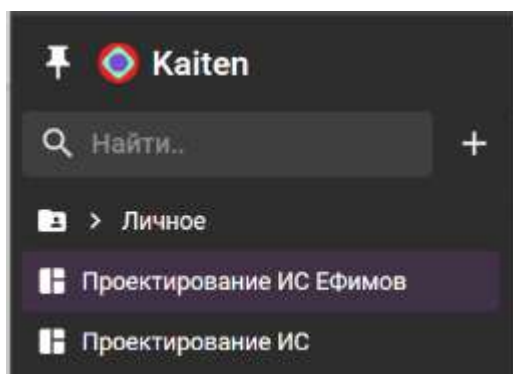 Kaiten
Найти..
Личное
Проектирование ИС ЕФимов
Проектирование ИС